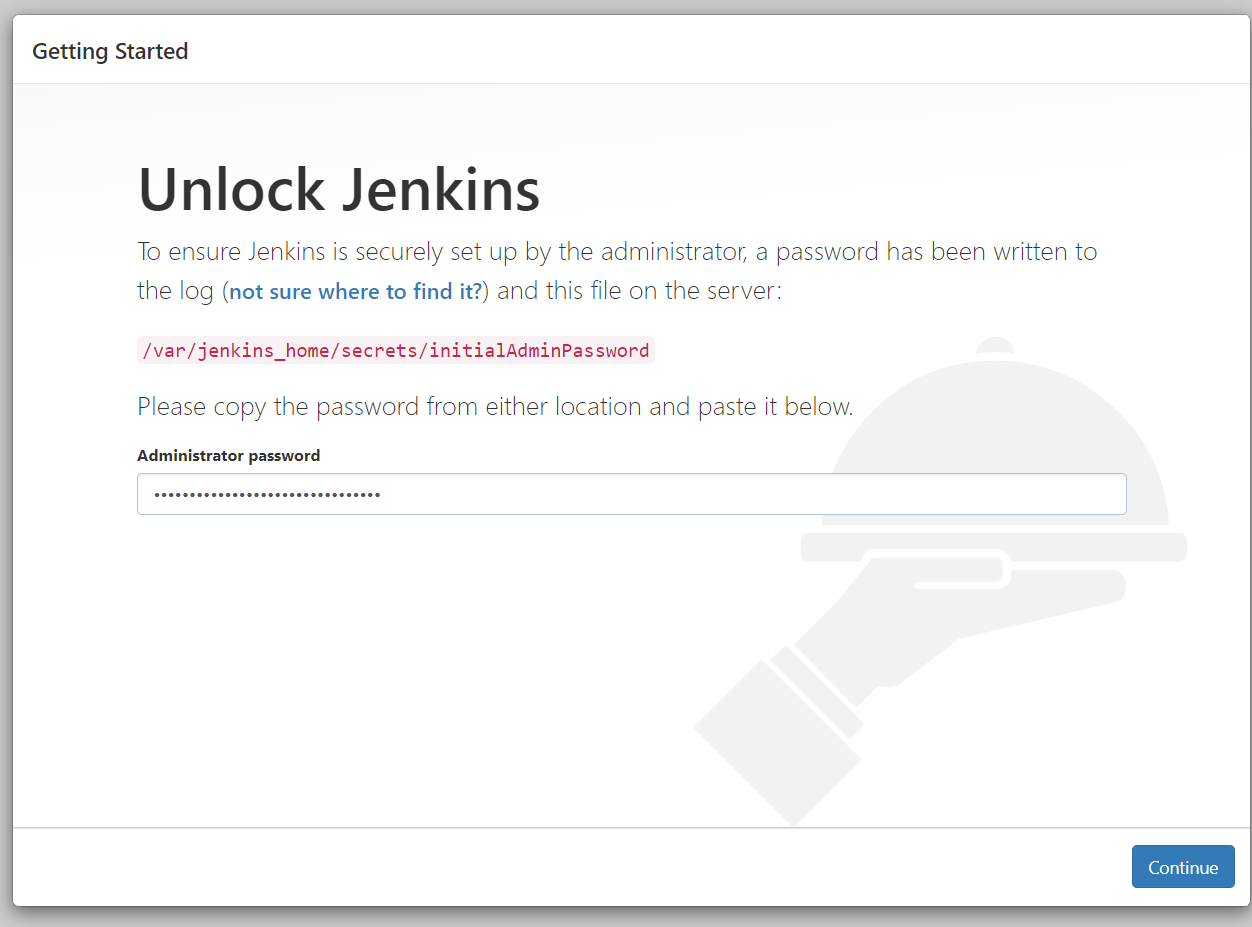 Getting Started
Unlock Jenkins
To ensure Jenkins is securely set up by the administrator, a password has been written to
the log (not sure where to find it?) and this file on the server:
/var/jenkins_home/secrets/initialAdminPassword
Please copy the password from either location and paste it below.
Administrator password
••••••••••••••••••••••••••••••••
Continue